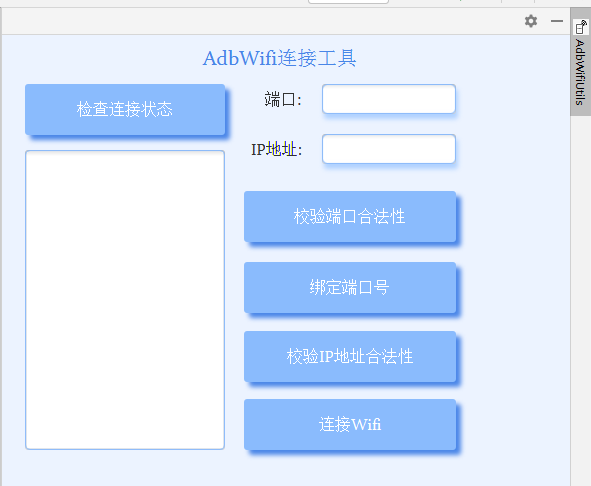 AdbWifi连接工具
检查连接状态
端口:
IP地址:
校验端口合法性
绑定端口号
校验IP地址合法性
连接Wifi
AdbWifiUtils